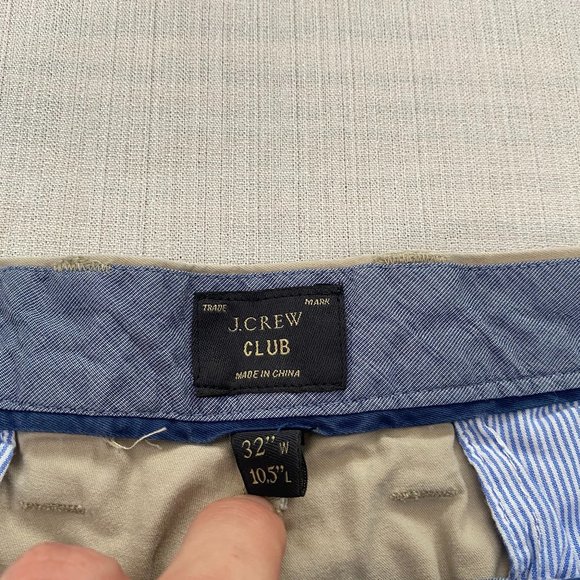 TRADE MARK
J.CREW
CLUB
MADE IN CHINA
32" W
10.5" L